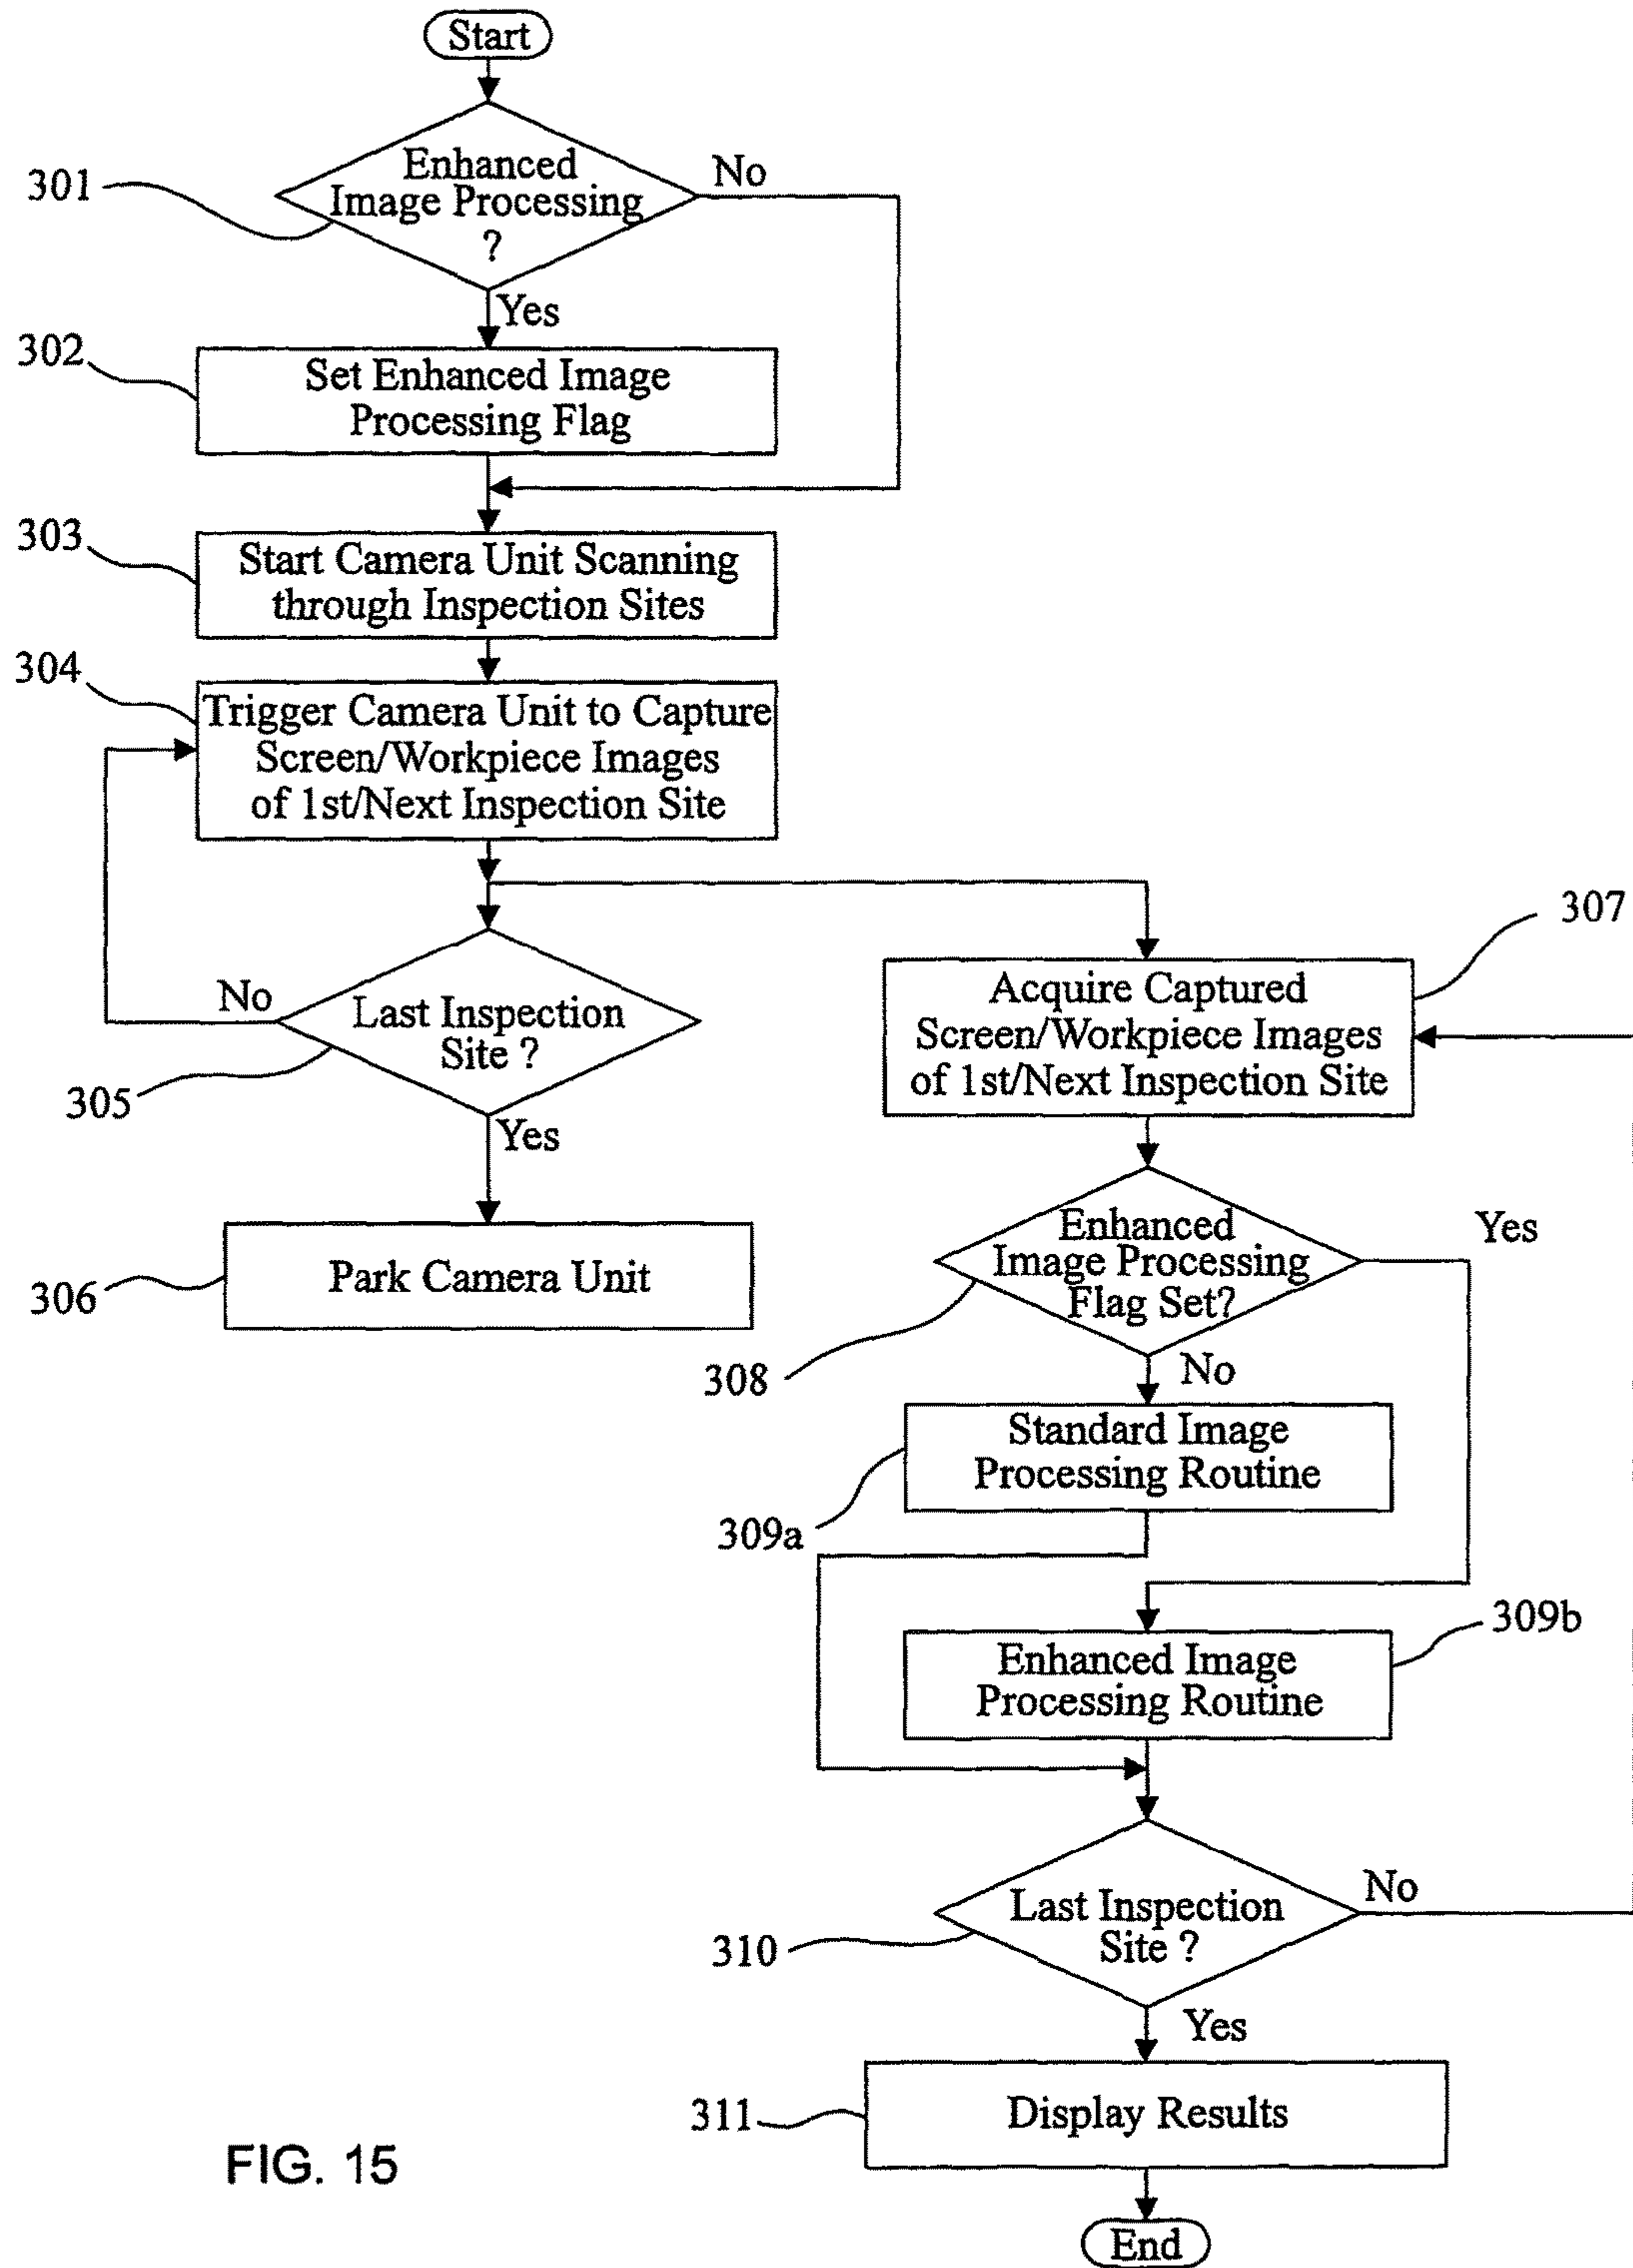 Start
Enhanced
Image Processing
?
No
301
Yes
302
Set Enhanced Image
Processing Flag
303
Start Camera Unit Scanning
through Inspection Sites
304
Trigger Camera Unit to Capture
Screen/Workpiece Images
of 1st/Next Inspection Site
No
Last Inspection
Site ?
305
Yes
306
Park Camera Unit
307
Acquire Captured
Screen/Workpiece Images
of 1st/Next Inspection Site
Enhanced
Image Processing
Flag Set?
Yes
308
No
Standard Image
Processing Routine
309a
309b
Enhanced Image
Processing Routine
Last Inspection
Site ?
No
310
Yes
311
Display Results
End
FIG. 15